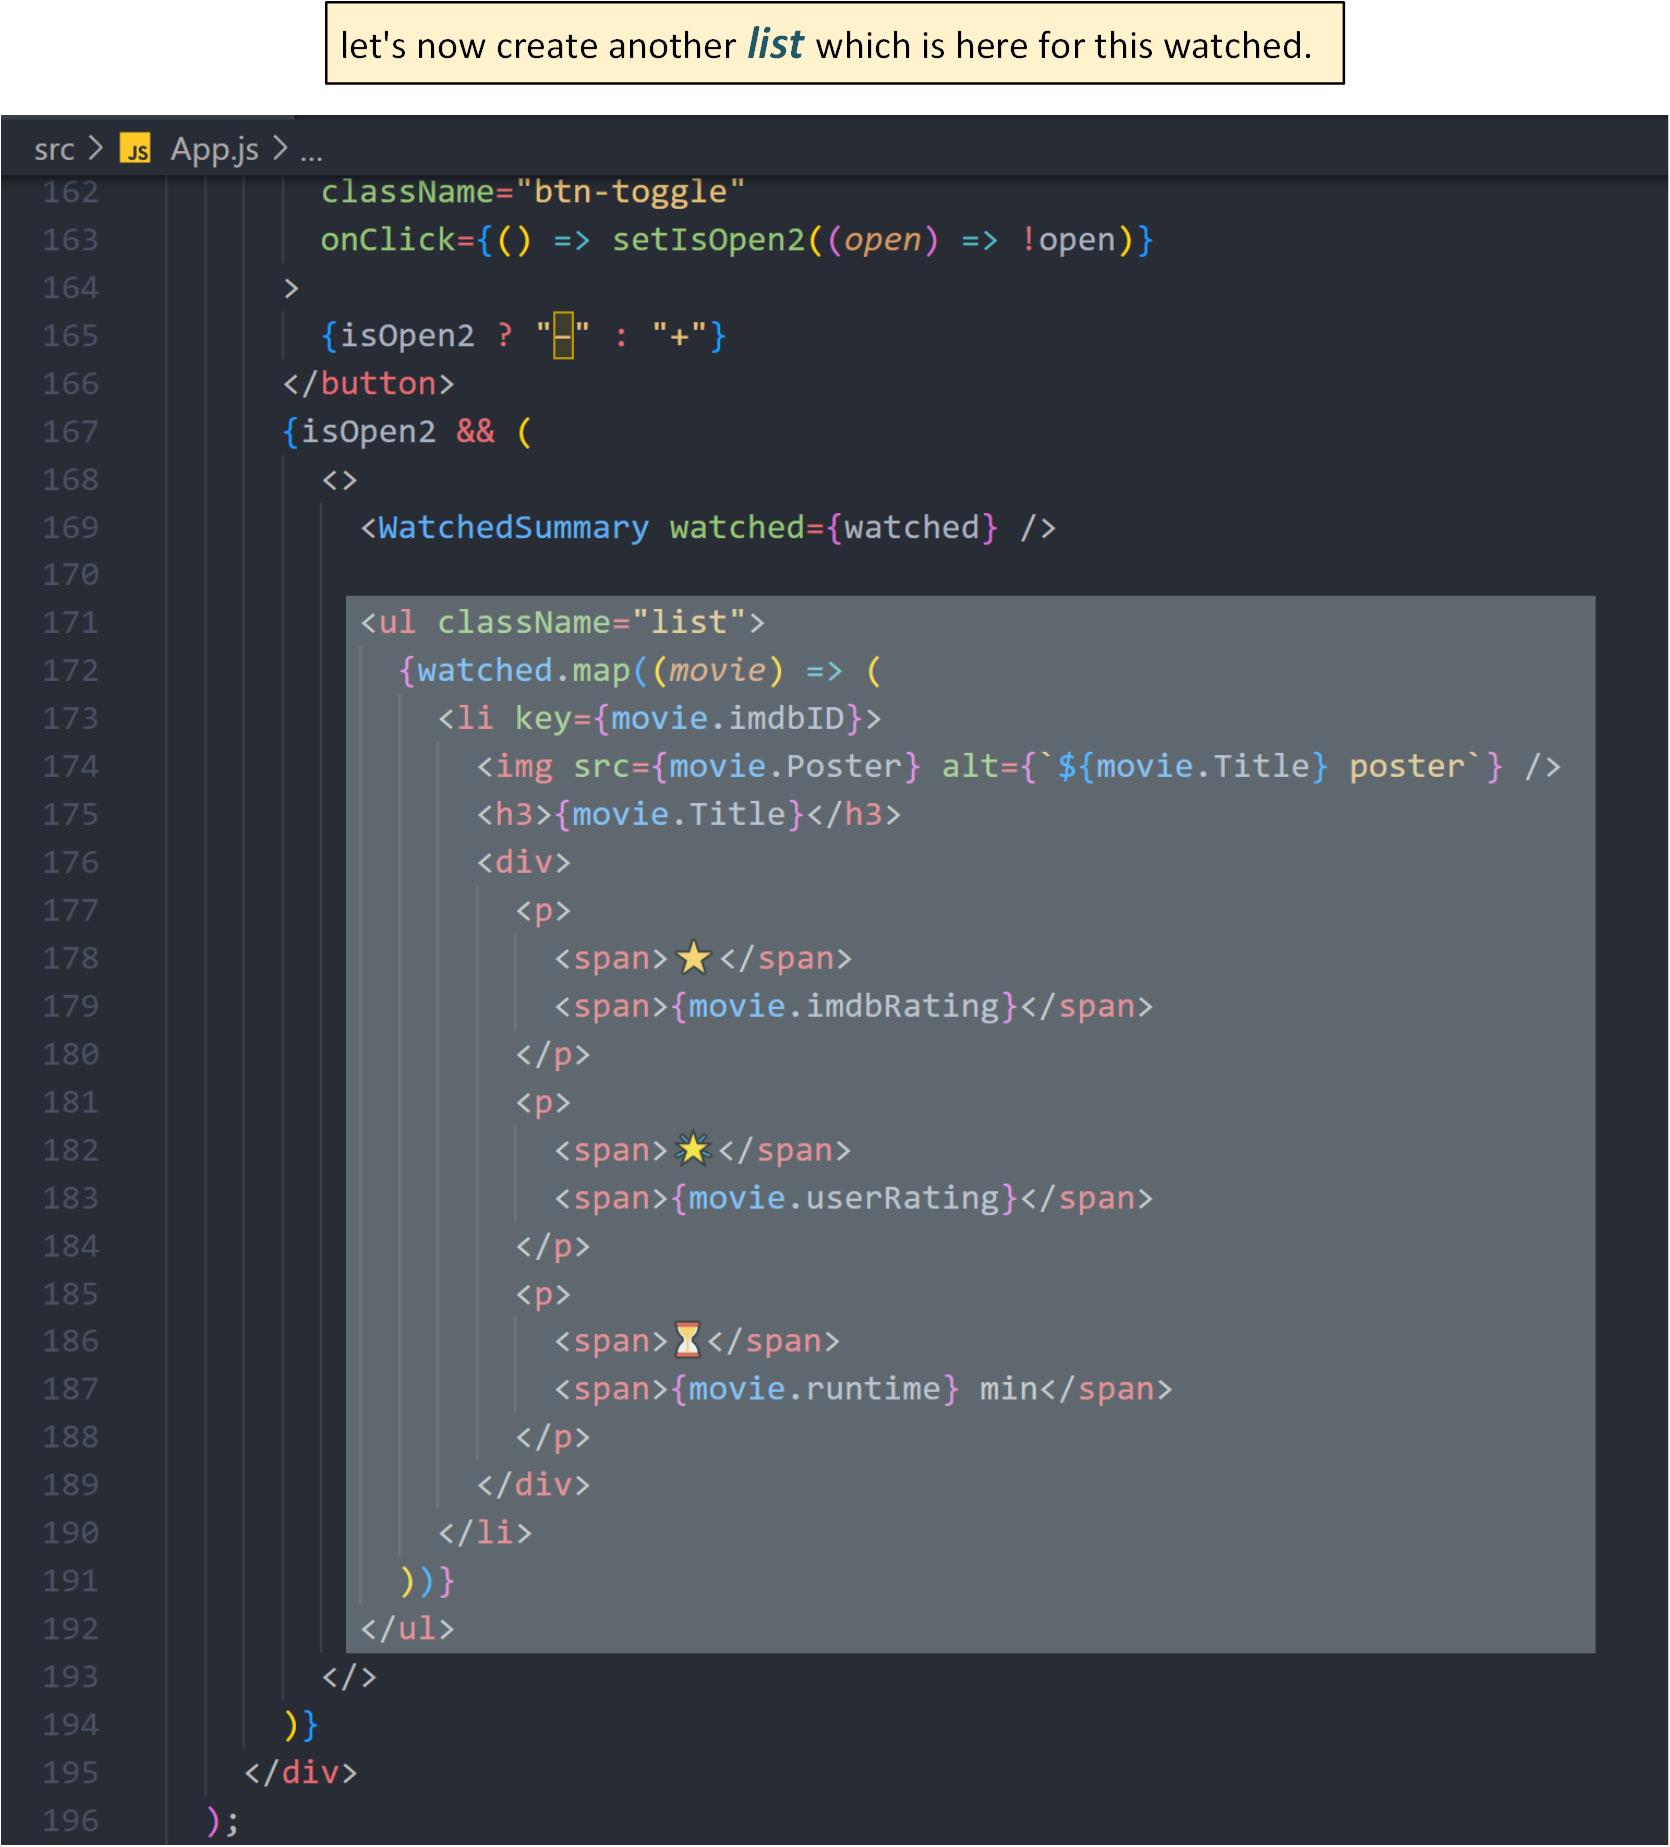 let's now create another list which is here for this watched.
src > JS App.js > ...
162 className="btn-toggle"
163 onClick={() => setIsOpen2((open) => !open)}
164 >
165 {isOpen2 ? "–" : "+"}
166 </button>
167 {isOpen2 && (
168 <>
169 <WatchedSummary watched={watched} />
170
171 <ul className="list">
172 {watched.map((movie) => (
173 <li key={movie.imdbID}>
174 <img src={movie.Poster} alt={`${movie.Title} poster`} />
175 <h3>{movie.Title}</h3>
176 <div>
177 <p>
178 <span>⭐️</span>
179 <span>{movie.imdbRating}</span>
180 </p>
181 <p>
182 <span>🌟</span>
183 <span>{movie.userRating}</span>
184 </p>
185 <p>
186 <span>⏳</span>
187 <span>{movie.runtime} min</span>
188 </p>
189 </div>
190 </li>
191 ))}
192 </ul>
193 </>
194 )}
195 </div>
196 );